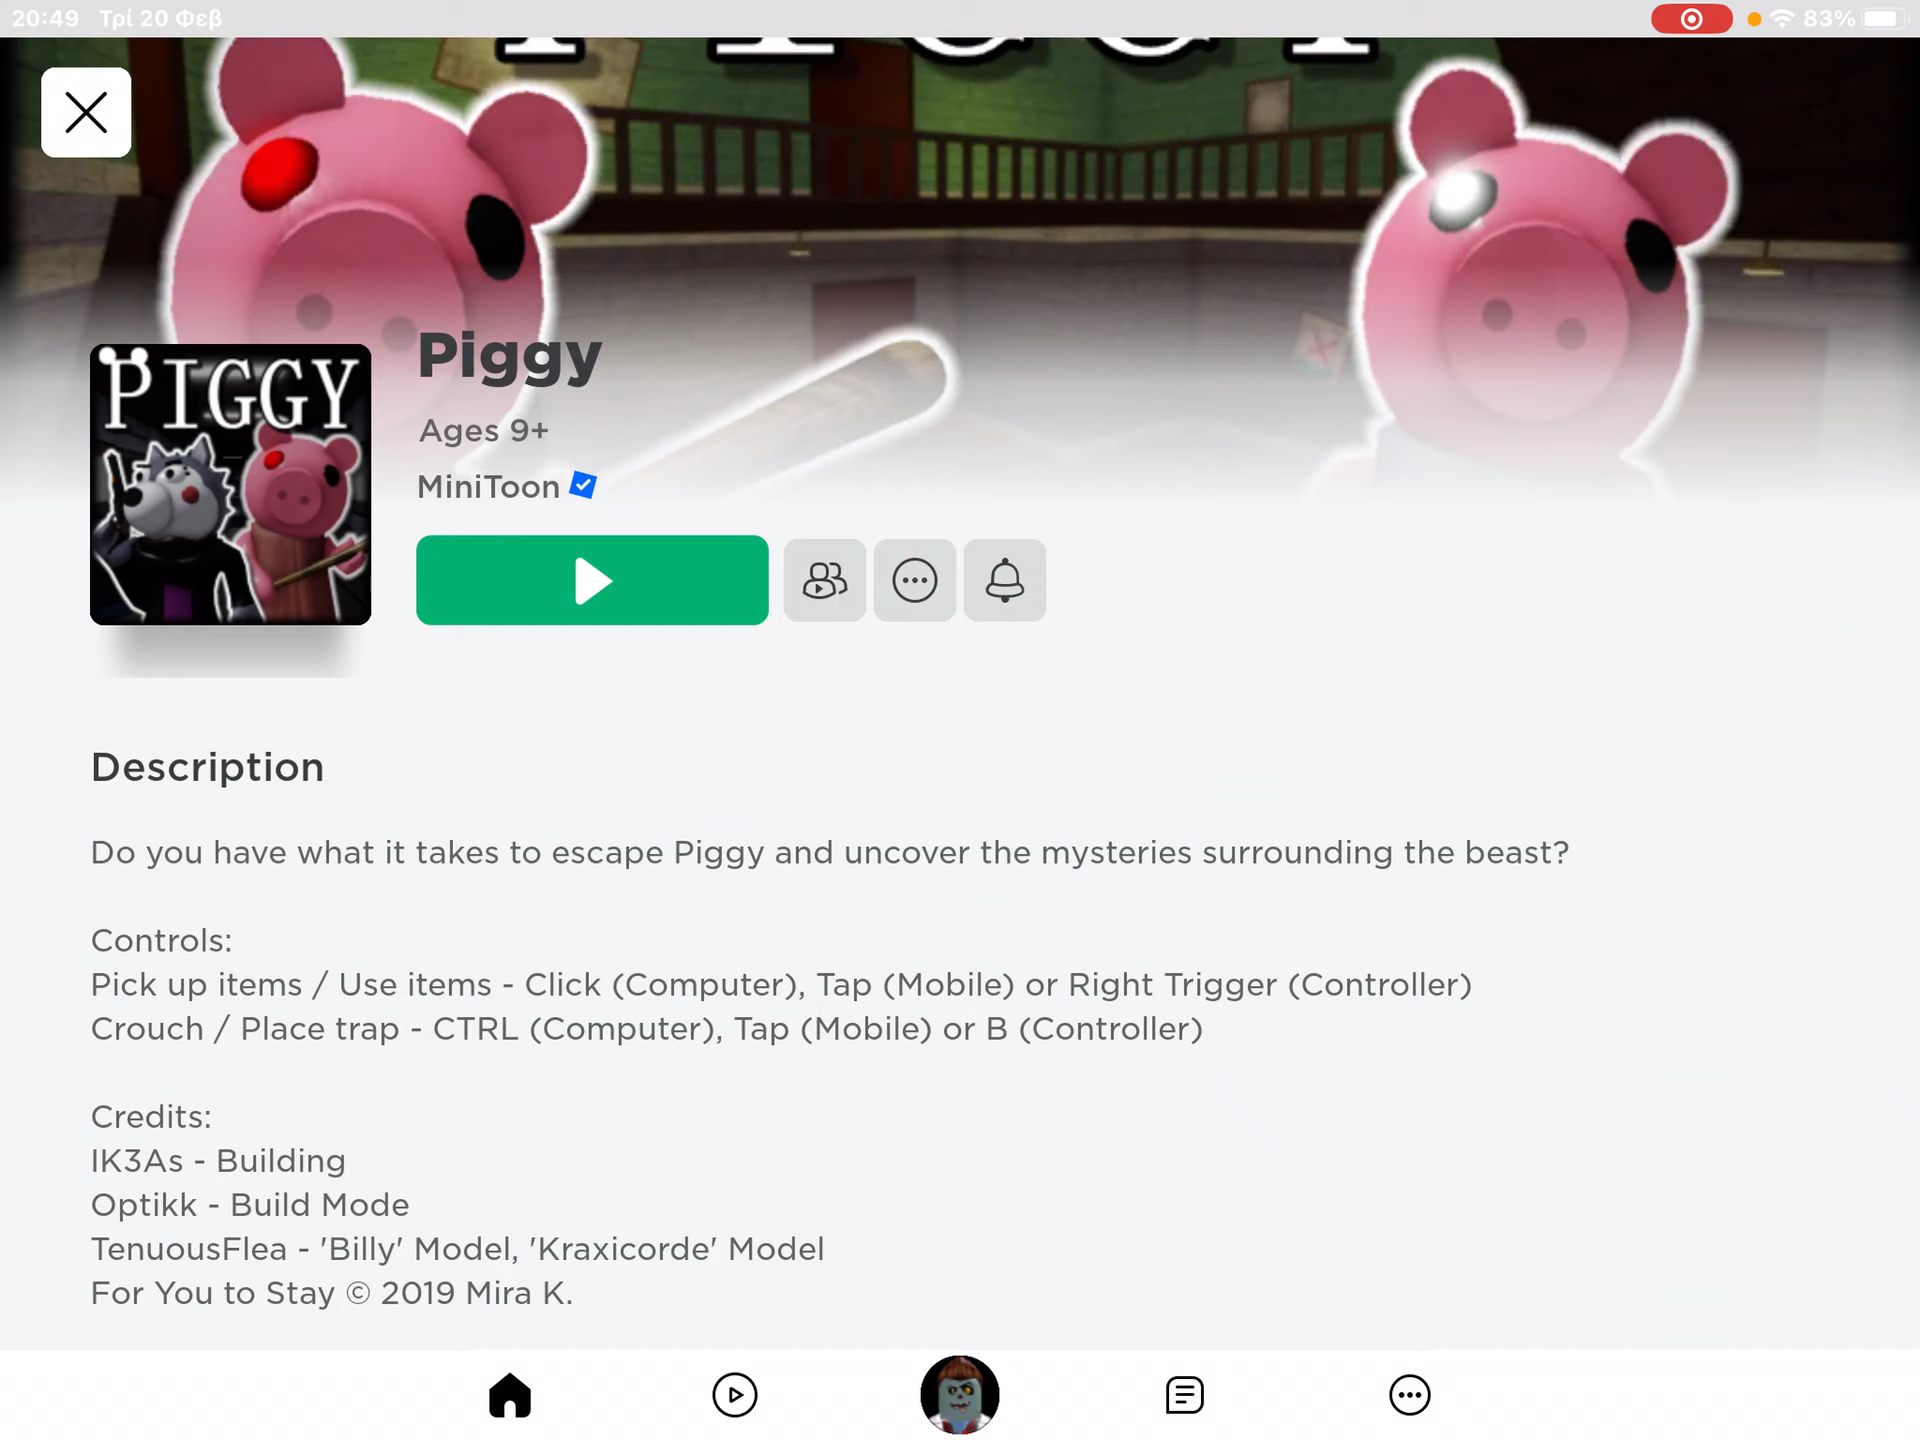 20:49 Τρί 20 Φεβ
83%
PIGGY
Piggy
Ages 9+
MiniToon
Description
Do you have what it takes to escape Piggy and uncover the mysteries surrounding the beast?
Controls:
Pick up items / Use items - Click (Computer), Tap (Mobile) or Right Trigger (Controller)
Crouch / Place trap - CTRL (Computer), Tap (Mobile) or B (Controller)
Credits:
IK3As - Building
Optikk - Build Mode
TenuousFlea - 'Billy' Model, 'Kraxicorde' Model
For You to Stay © 2019 Mira K.